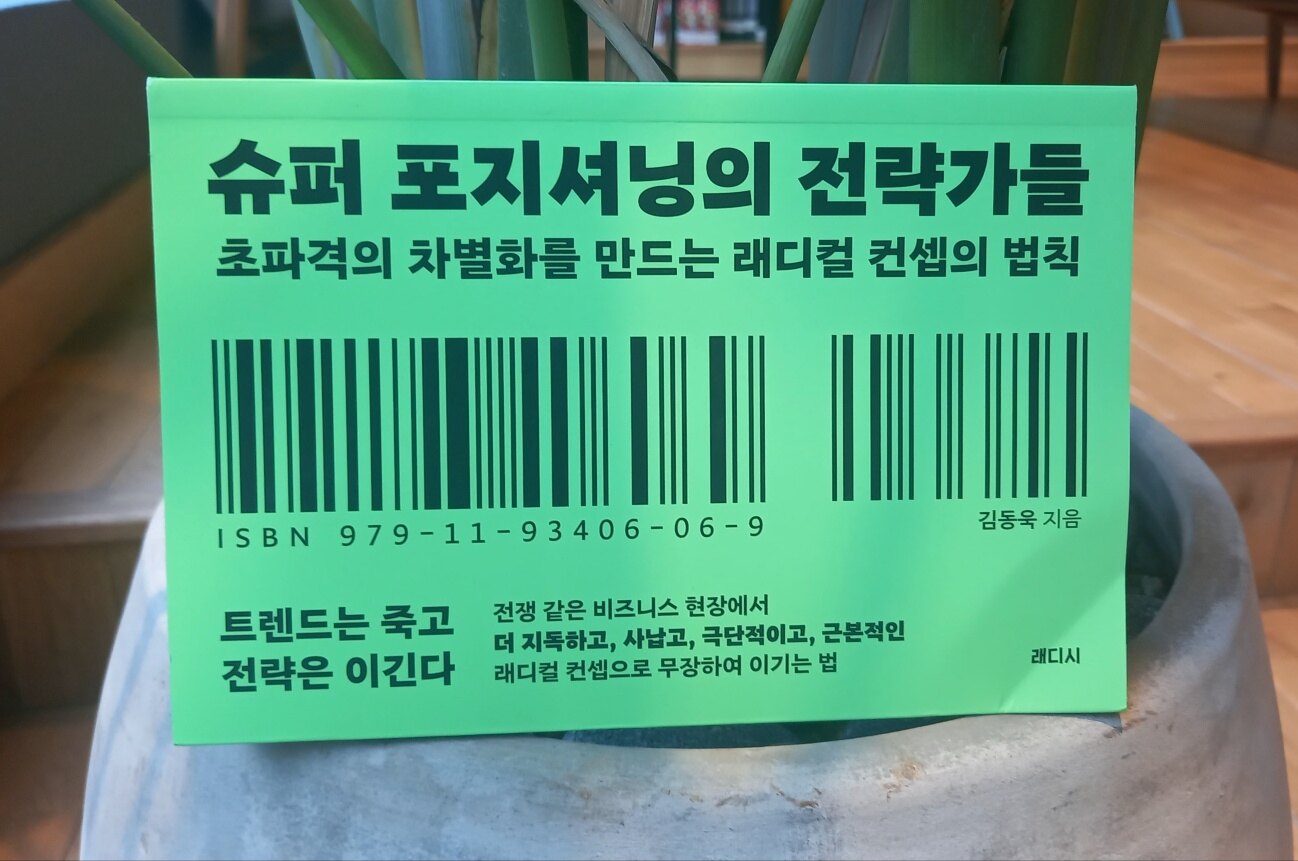 슈퍼 포지셔닝의 전략가들
초파격의 차별화를 만드는 래디컬 컨셉의 법칙
ISBN 979-11-93406-06-9
김동욱 지음
트렌드는 죽고
전략은 이긴다
전쟁 같은 비즈니스 현장에서
더 지독하고, 사납고, 극단적이고, 근본적인
래디컬 컨셉으로 무장하여 이기는 법
래디시